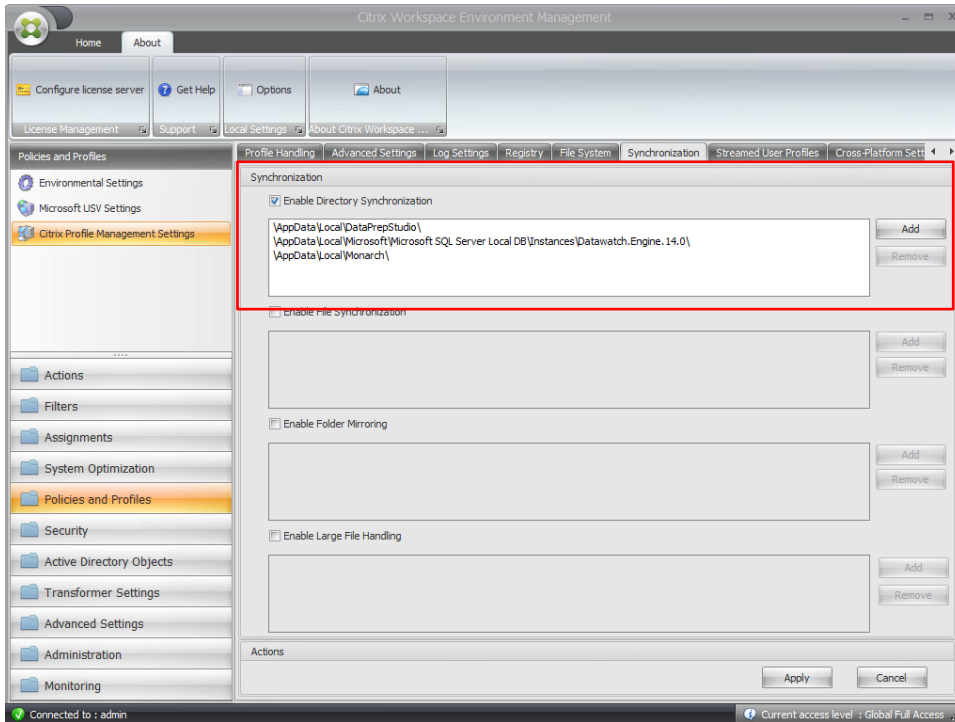 Citrix Workspace Environment Management
Home About
Configure license server Get Help Options About
License Management Support Local Settings About Citrix Workspace ...
Policies and Profiles
Environmental Settings
Microsoft USV Settings
Citrix Profile Management Settings
Actions
Filters
Assignments
System Optimization
Policies and Profiles
Security
Active Directory Objects
Transformer Settings
Advanced Settings
Administration
Monitoring
Profile Handling Advanced Settings Log Settings Registry File System Synchronization Streamed User Profiles Cross-Platform Sett
Synchronization
Enable Directory Synchronization
\AppData\Local\DataPrepStudio\
\AppData\Local\Microsoft\Microsoft SQL Server Local DB\Instances\Datawatch.Engine.14.0\
\AppData\Local\Monarch\
Add
Remove
Enable File Synchronization
Add
Remove
Enable Folder Mirroring
Add
Remove
Enable Large File Handling
Add
Remove
Actions
Apply Cancel
Connected to : admin
Current access level : Global Full Access